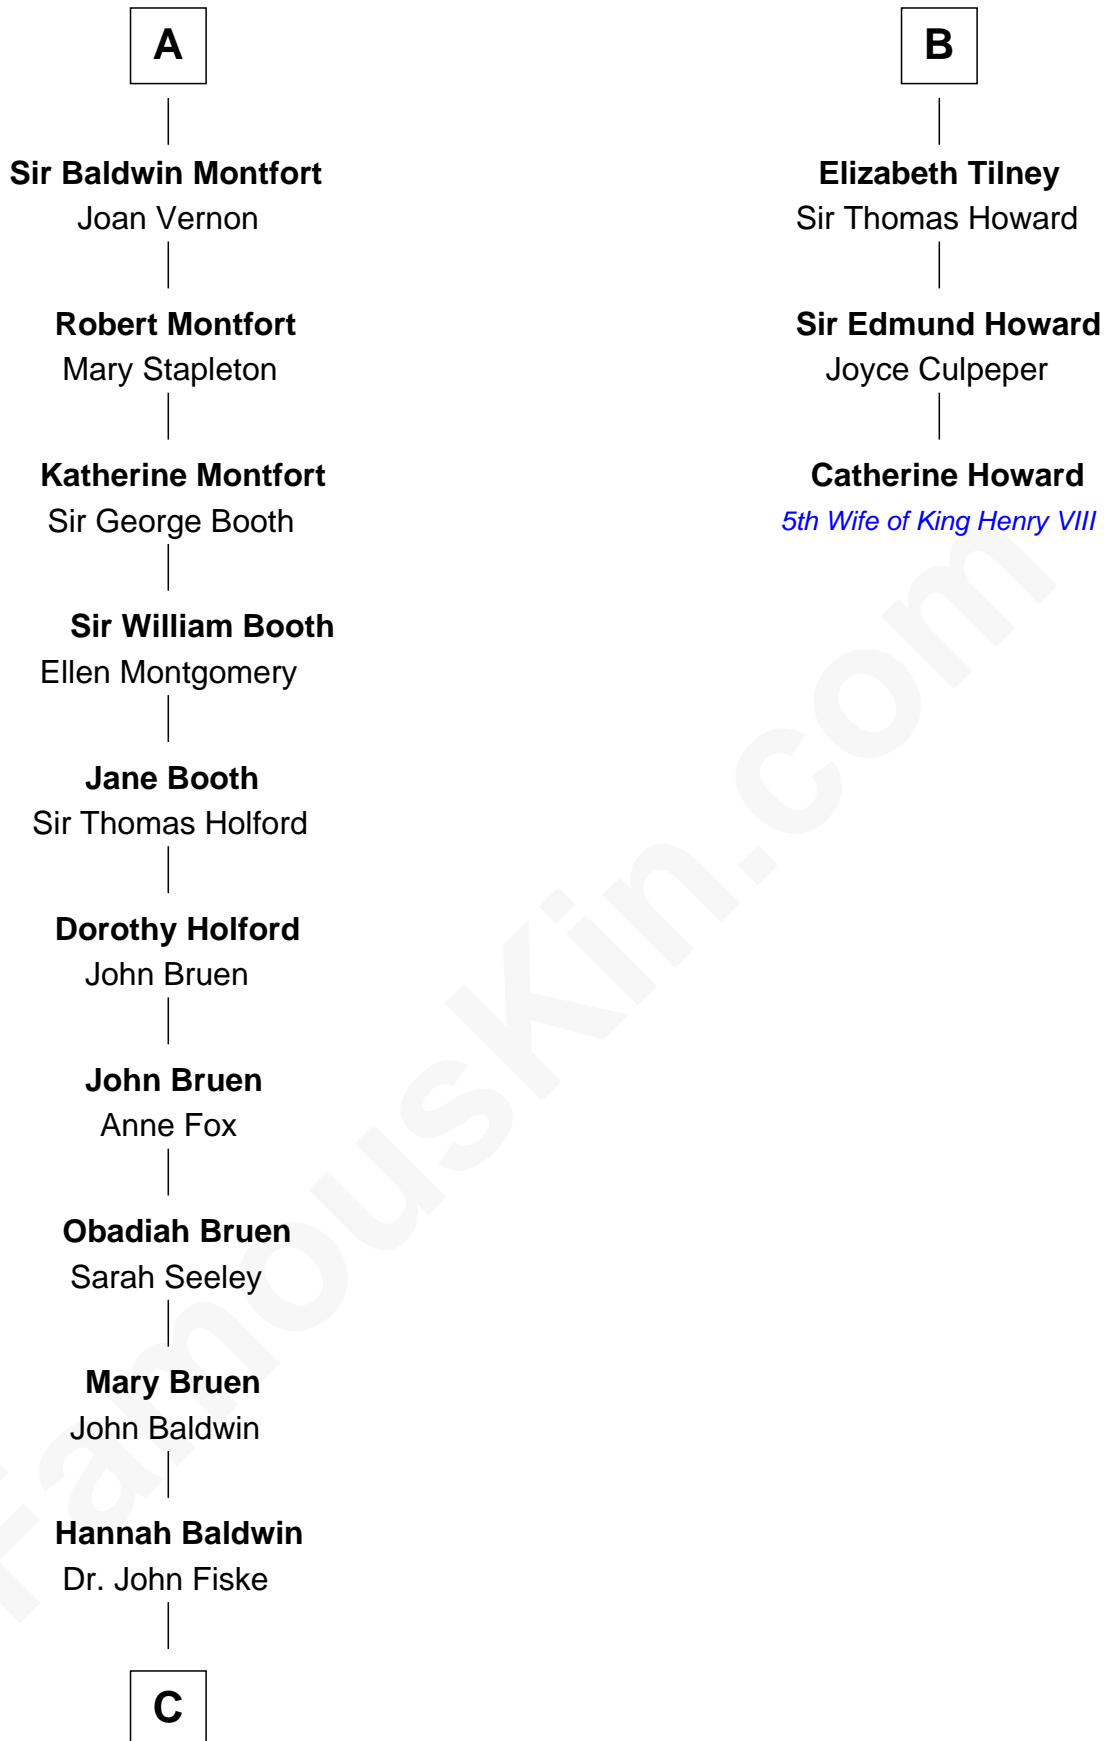 A
Sir Baldwin Montfort
Joan Vernon
Robert Montfort
Mary Stapleton
Katherine Montfort
Sir George Booth
Sir William Booth
Ellen Montgomery
Jane Booth
Sir Thomas Holford
Dorothy Holford
John Bruen
John Bruen
Anne Fox
Obadiah Bruen
Sarah Seeley
Mary Bruen
John Baldwin
Hannah Baldwin
Dr. John Fiske
C
B
Elizabeth Tilney
Sir Thomas Howard
Sir Edmund Howard
Joyce Culpeper
Catherine Howard
5th Wife of King Henry VIII
FamousKin.com